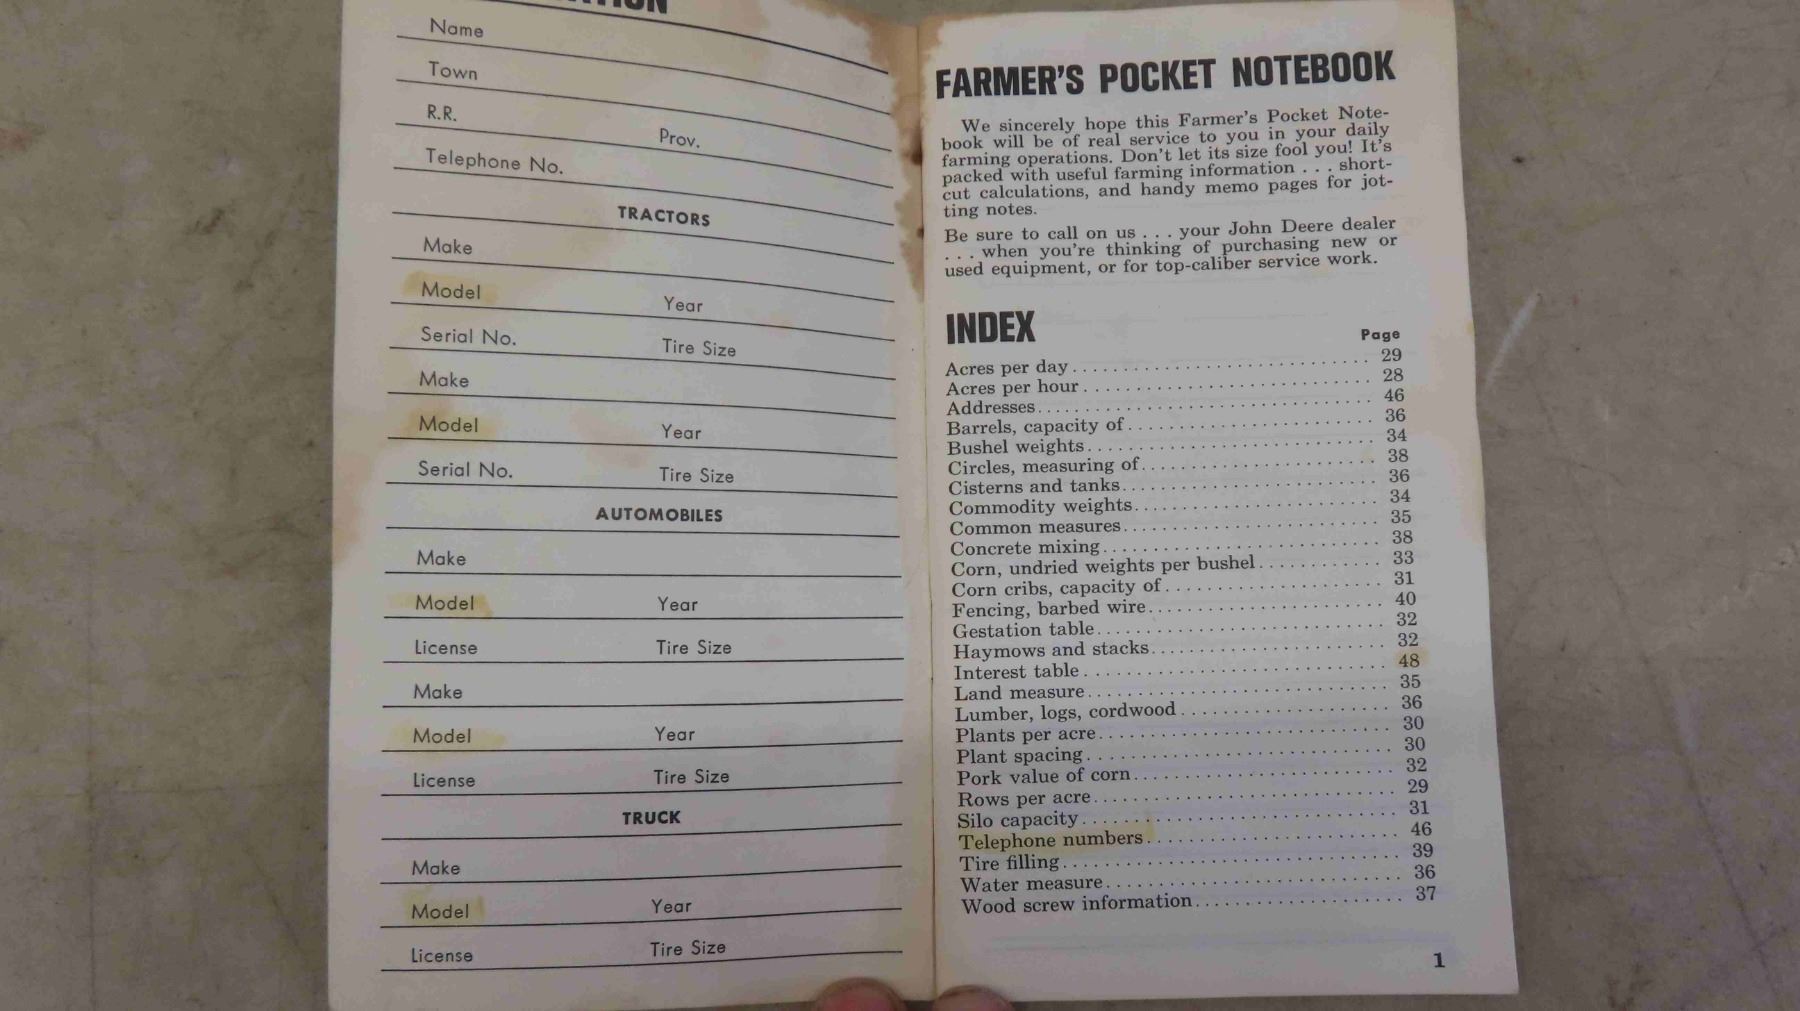 Name
Town
R.R. Prov.
Telephone No.
TRACTORS
Make
Model Year
Serial No. Tire Size
Make
Model Year
Serial No. Tire Size
AUTOMOBILES
Make
Model Year
License Tire Size
Make
Model Year
License Tire Size
TRUCK
Make
Model Year
License Tire Size
FARMER'S POCKET NOTEBOOK
We sincerely hope this Farmer's Pocket Note-
book will be of real service to you in your daily
farming operations. Don't let its size fool you! It's
packed with useful farming information . . . short-
cut calculations, and handy memo pages for jot-
ting notes.
Be sure to call on us . . . your John Deere dealer
. . . when you're thinking of purchasing new or
used equipment, or for top-caliber service work.
INDEX
Page
Acres per day 29
Acres per hour 28
Addresses 46
Barrels, capacity of 36
Bushel weights 34
Circles, measuring of 38
Cisterns and tanks 36
Commodity weights 34
Common measures 35
Concrete mixing 38
Corn, undried weights per bushel 33
Corn cribs, capacity of 31
Fencing, barbed wire 40
Gestation table 32
Haymows and stacks 32
Interest table 48
Land measure 35
Lumber, logs, cordwood 36
Plants per acre 30
Plant spacing 30
Pork value of corn 32
Rows per acre 29
Silo capacity 31
Telephone numbers 46
Tire filling 39
Water measure 36
Wood screw information 37
1